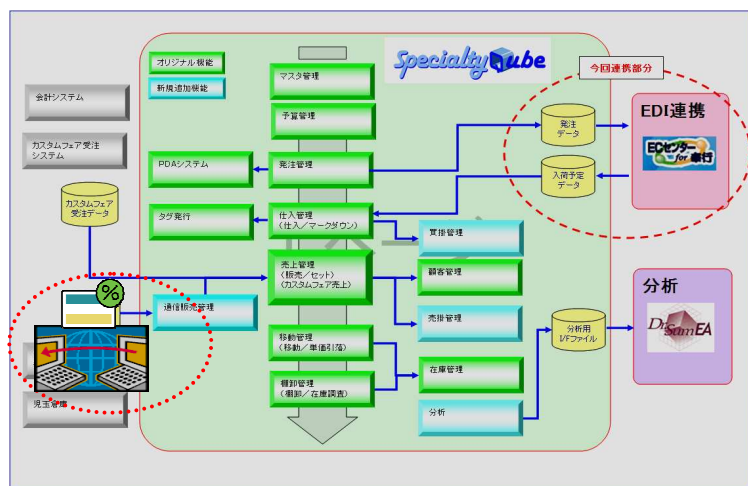 オリジナル機能
新規追加機能
Specialty Qube
今回連携部分
マスタ管理
予算管理
会計システム
カスタムフェア受注
システム
PDAシステム
発注管理
発注
データ
EDI連携
ECセンター
for 奉行
入荷予定
データ
カスタムフェア
受注データ
タグ発行
仕入管理
(仕入/マークダウン)
買掛管理
売上管理
(販売/セット)
(カスタムフェア売上)
顧客管理
通信販売管理
売掛管理
分析
分析用
I/Fファイル
Dr.Sum EA
%
移動管理
(移動/単価引落)
在庫管理
棚卸管理
(棚卸/在庫調査)
分析
児玉倉庫